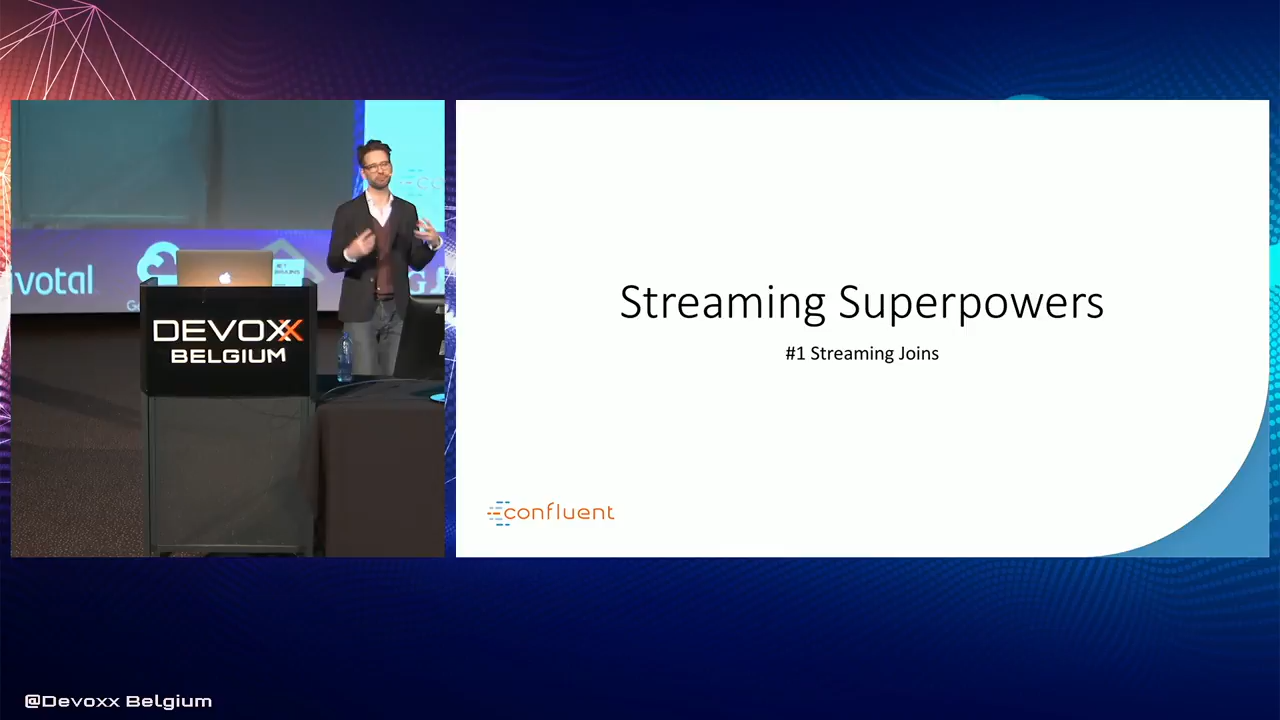 votal
DEVOXX
BELGIUM
Streaming Superpowers
#1 Streaming Joins
confluent
@Devoxx Belgium